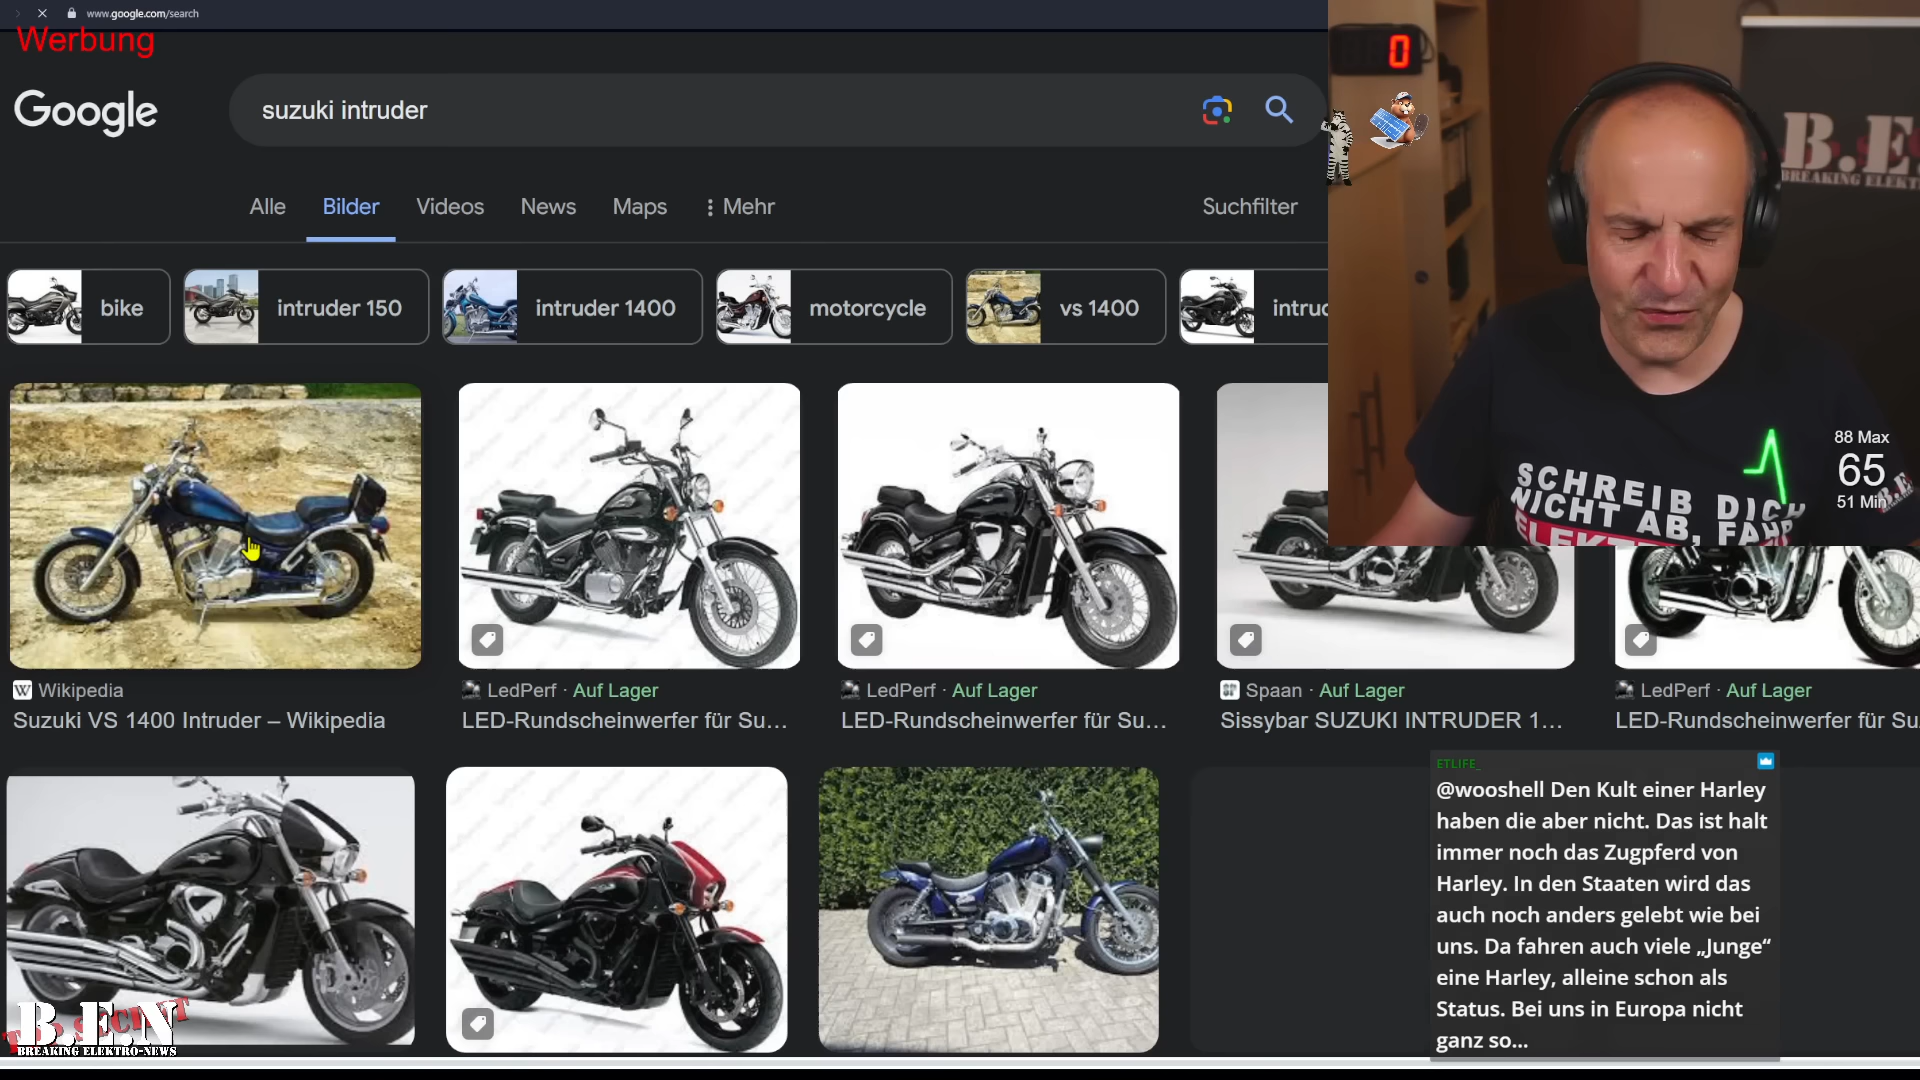 www.google.com/search
Werbung
Google
suzuki intruder
Alle
Bilder
Videos
News
Maps
Mehr
Suchfilter
bike
intruder 150
intruder 1400
motorcycle
vs 1400
intruc
Wikipedia
Suzuki VS 1400 Intruder – Wikipedia
LedPerf · Auf Lager
LED-Rundscheinwerfer für Su...
LedPerf · Auf Lager
LED-Rundscheinwerfer für Su...
Spaan · Auf Lager
Sissybar SUZUKI INTRUDER 1...
LedPerf · Auf Lager
LED-Rundscheinwerfer für Su
0
B.E.
BREAKING ELEKT
SCHREIB DICH
NICHT AB, FAHR
88 Max
65
51 Min
ETLIFE_
@wooshell Den Kult einer Harley
haben die aber nicht. Das ist halt
immer noch das Zugpferd von
Harley. In den Staaten wird das
auch noch anders gelebt wie bei
uns. Da fahren auch viele „Junge“
eine Harley, alleine schon als
Status. Bei uns in Europa nicht
ganz so...
B.E.N
BREAKING ELEKTRO-NEWS